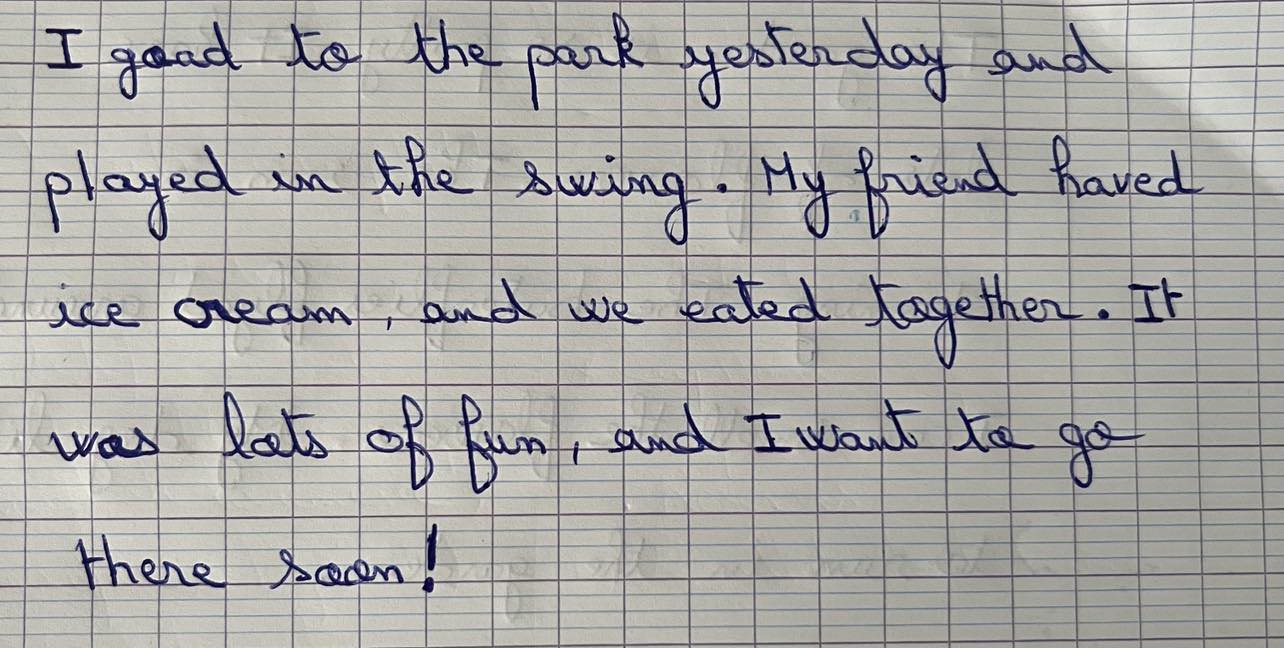 I goad to the park yesterday and
played in the swing. My friend haved
ice cream, and we eated together. It
was lots of fun, and I want to go
there soon!